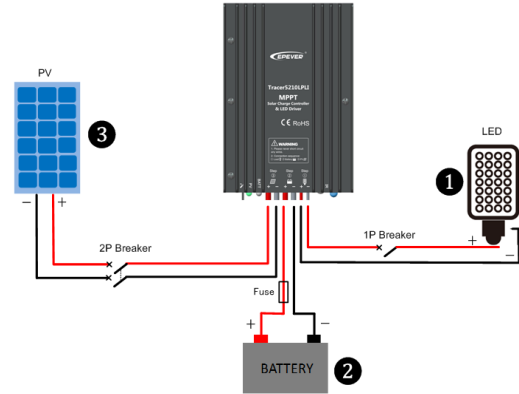 EPEVER
Tracer5210LPLI
MPPT
Solar Charge Controller
& LED Driver
CE RoHS
WARNING
PV
3
− +
2P Breaker
LED
1
1P Breaker
+
−
Fuse
+ −
BATTERY
2